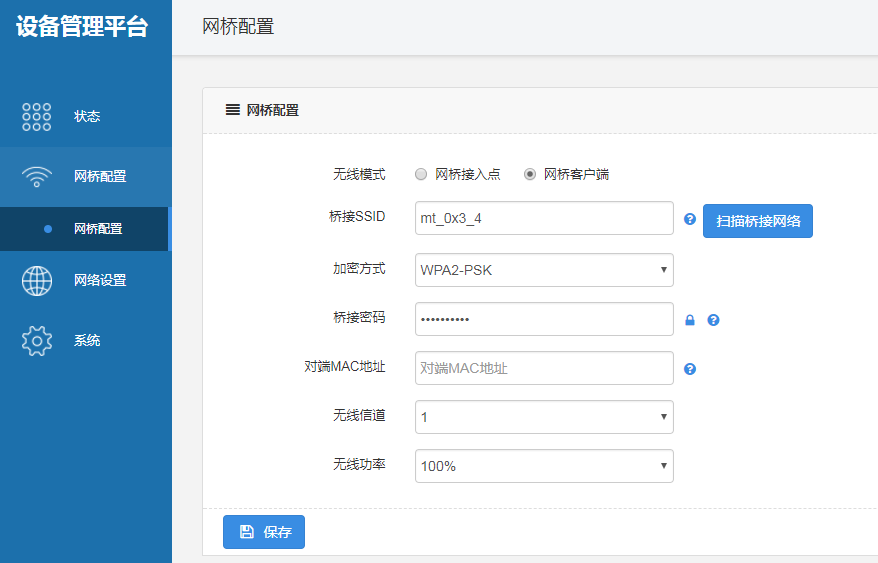 设备管理平台
网桥配置
状态
网桥配置
网桥配置
网络设置
系统
网桥配置
无线模式 网桥接入点 网桥客户端
桥接SSID mt_0x3_4 扫描桥接网络
加密方式 WPA2-PSK
桥接密码 ••••••••••
对端MAC地址 对端MAC地址
无线信道 1
无线功率 100%
保存